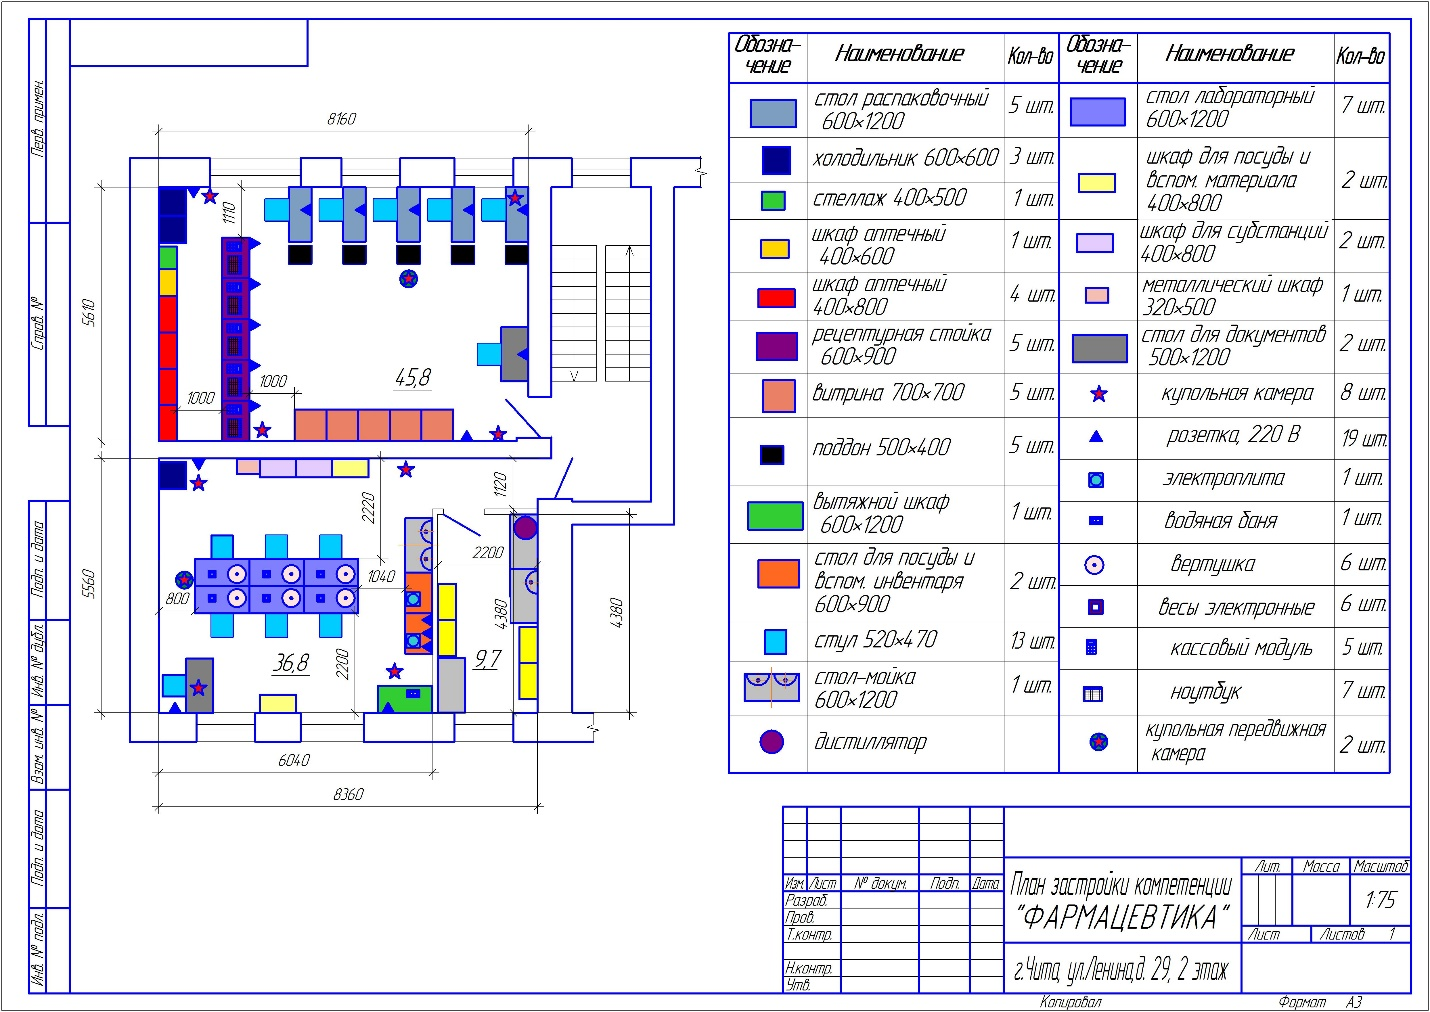 Перв. примен.
Справ. №
Подп. и дата
Инв. № дубл.
Взам. инв. №
Подп. и дата
Инв. № подл.
8160
1110
5610
1000
1000
45,8
1120
2220
2200
5560
1040
800
4380
4380
36,8
2200
9,7
6040
8360
Обозна-
чение
Наименование
Кол-во
Обозна-
чение
Наименование
Кол-во
стол распаковочный
600×1200
5 шт.
стол лабораторный
600×1200
7 шт.
холодильник 600×600
3 шт.
шкаф для посуды и
вспом. материала
400×800
2 шт.
стеллаж 400×500
1 шт.
шкаф аптечный
400×600
1 шт.
шкаф для субстанций
400×800
2 шт.
шкаф аптечный
400×800
4 шт.
металлический шкаф
320×500
1 шт.
рецептурная стойка
600×900
5 шт.
стол для документов
500×1200
2 шт.
витрина 700×700
5 шт.
купольная камера
8 шт.
поддон 500×400
5 шт.
розетка, 220 В
19 шт.
электроплита
1 шт.
вытяжной шкаф
600×1200
1 шт.
водяная баня
1 шт.
стол для посуды и
вспом. инвентаря
600×900
2 шт.
вертушка
6 шт.
весы электронные
6 шт.
стул 520×470
13 шт.
кассовый модуль
5 шт.
стол-мойка
600×1200
1 шт.
ноутбук
7 шт.
дистиллятор
купольная передвижная
камера
2 шт.
Изм.
Лист
№ докум.
Подп.
Дата
Разраб.
Пров.
Т.контр.
Н.контр.
Утв.
План застройки компетенции
"ФАРМАЦЕВТИКА"
г.Чита, ул.Ленина,д. 29, 2 этаж
Лит.
Масса
Масштаб
1:75
Лист
Листов 1
Копировал
Формат А3